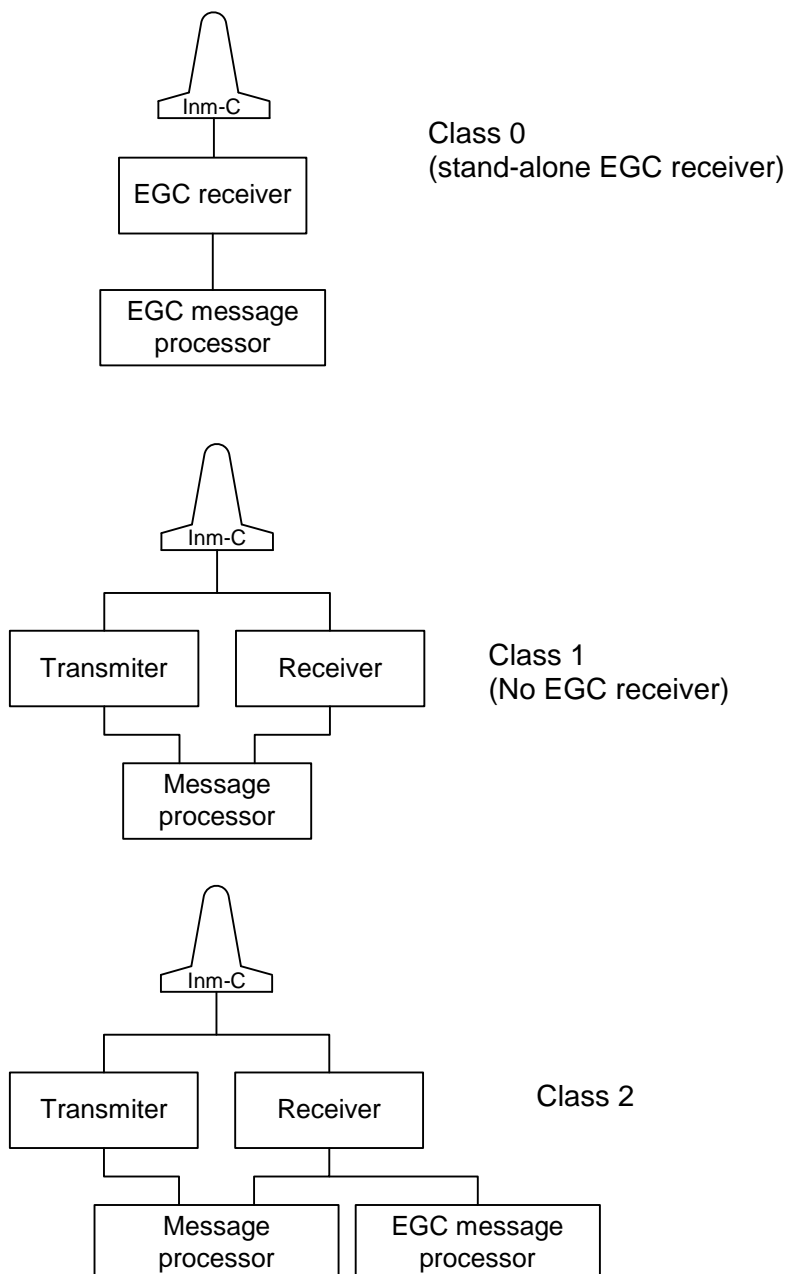 Inm-C
EGC receiver
EGC message
processor
Class 0
(stand-alone EGC receiver)
Inm-C
Transmiter
Receiver
Message
processor
Class 1
(No EGC receiver)
Inm-C
Transmiter
Receiver
Class 2
Message
processor
EGC message
processor